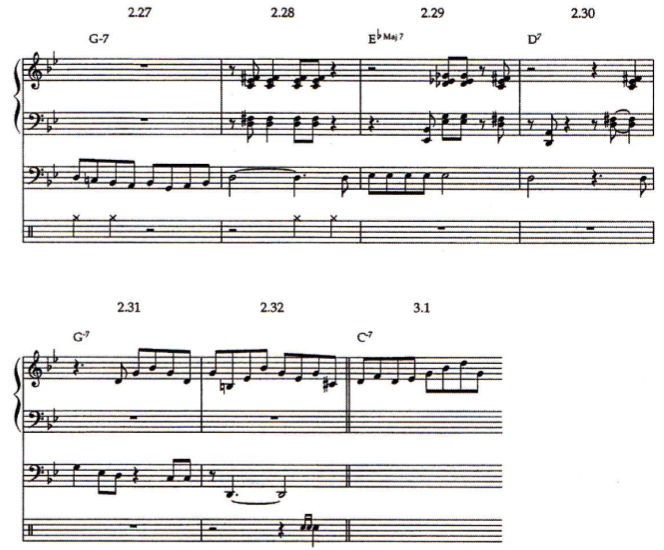 2.27 2.28 2.29 2.30
G-7 E♭Maj7 D7
2.31 2.32 3.1
G-7 C-7